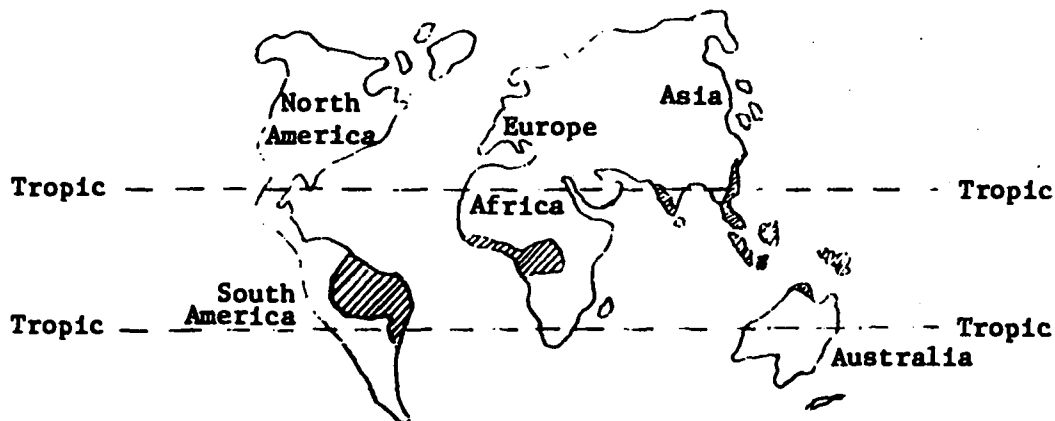 North
America
Europe
Asia
Tropic
Tropic
Africa
South
America
Tropic
Tropic
Australia